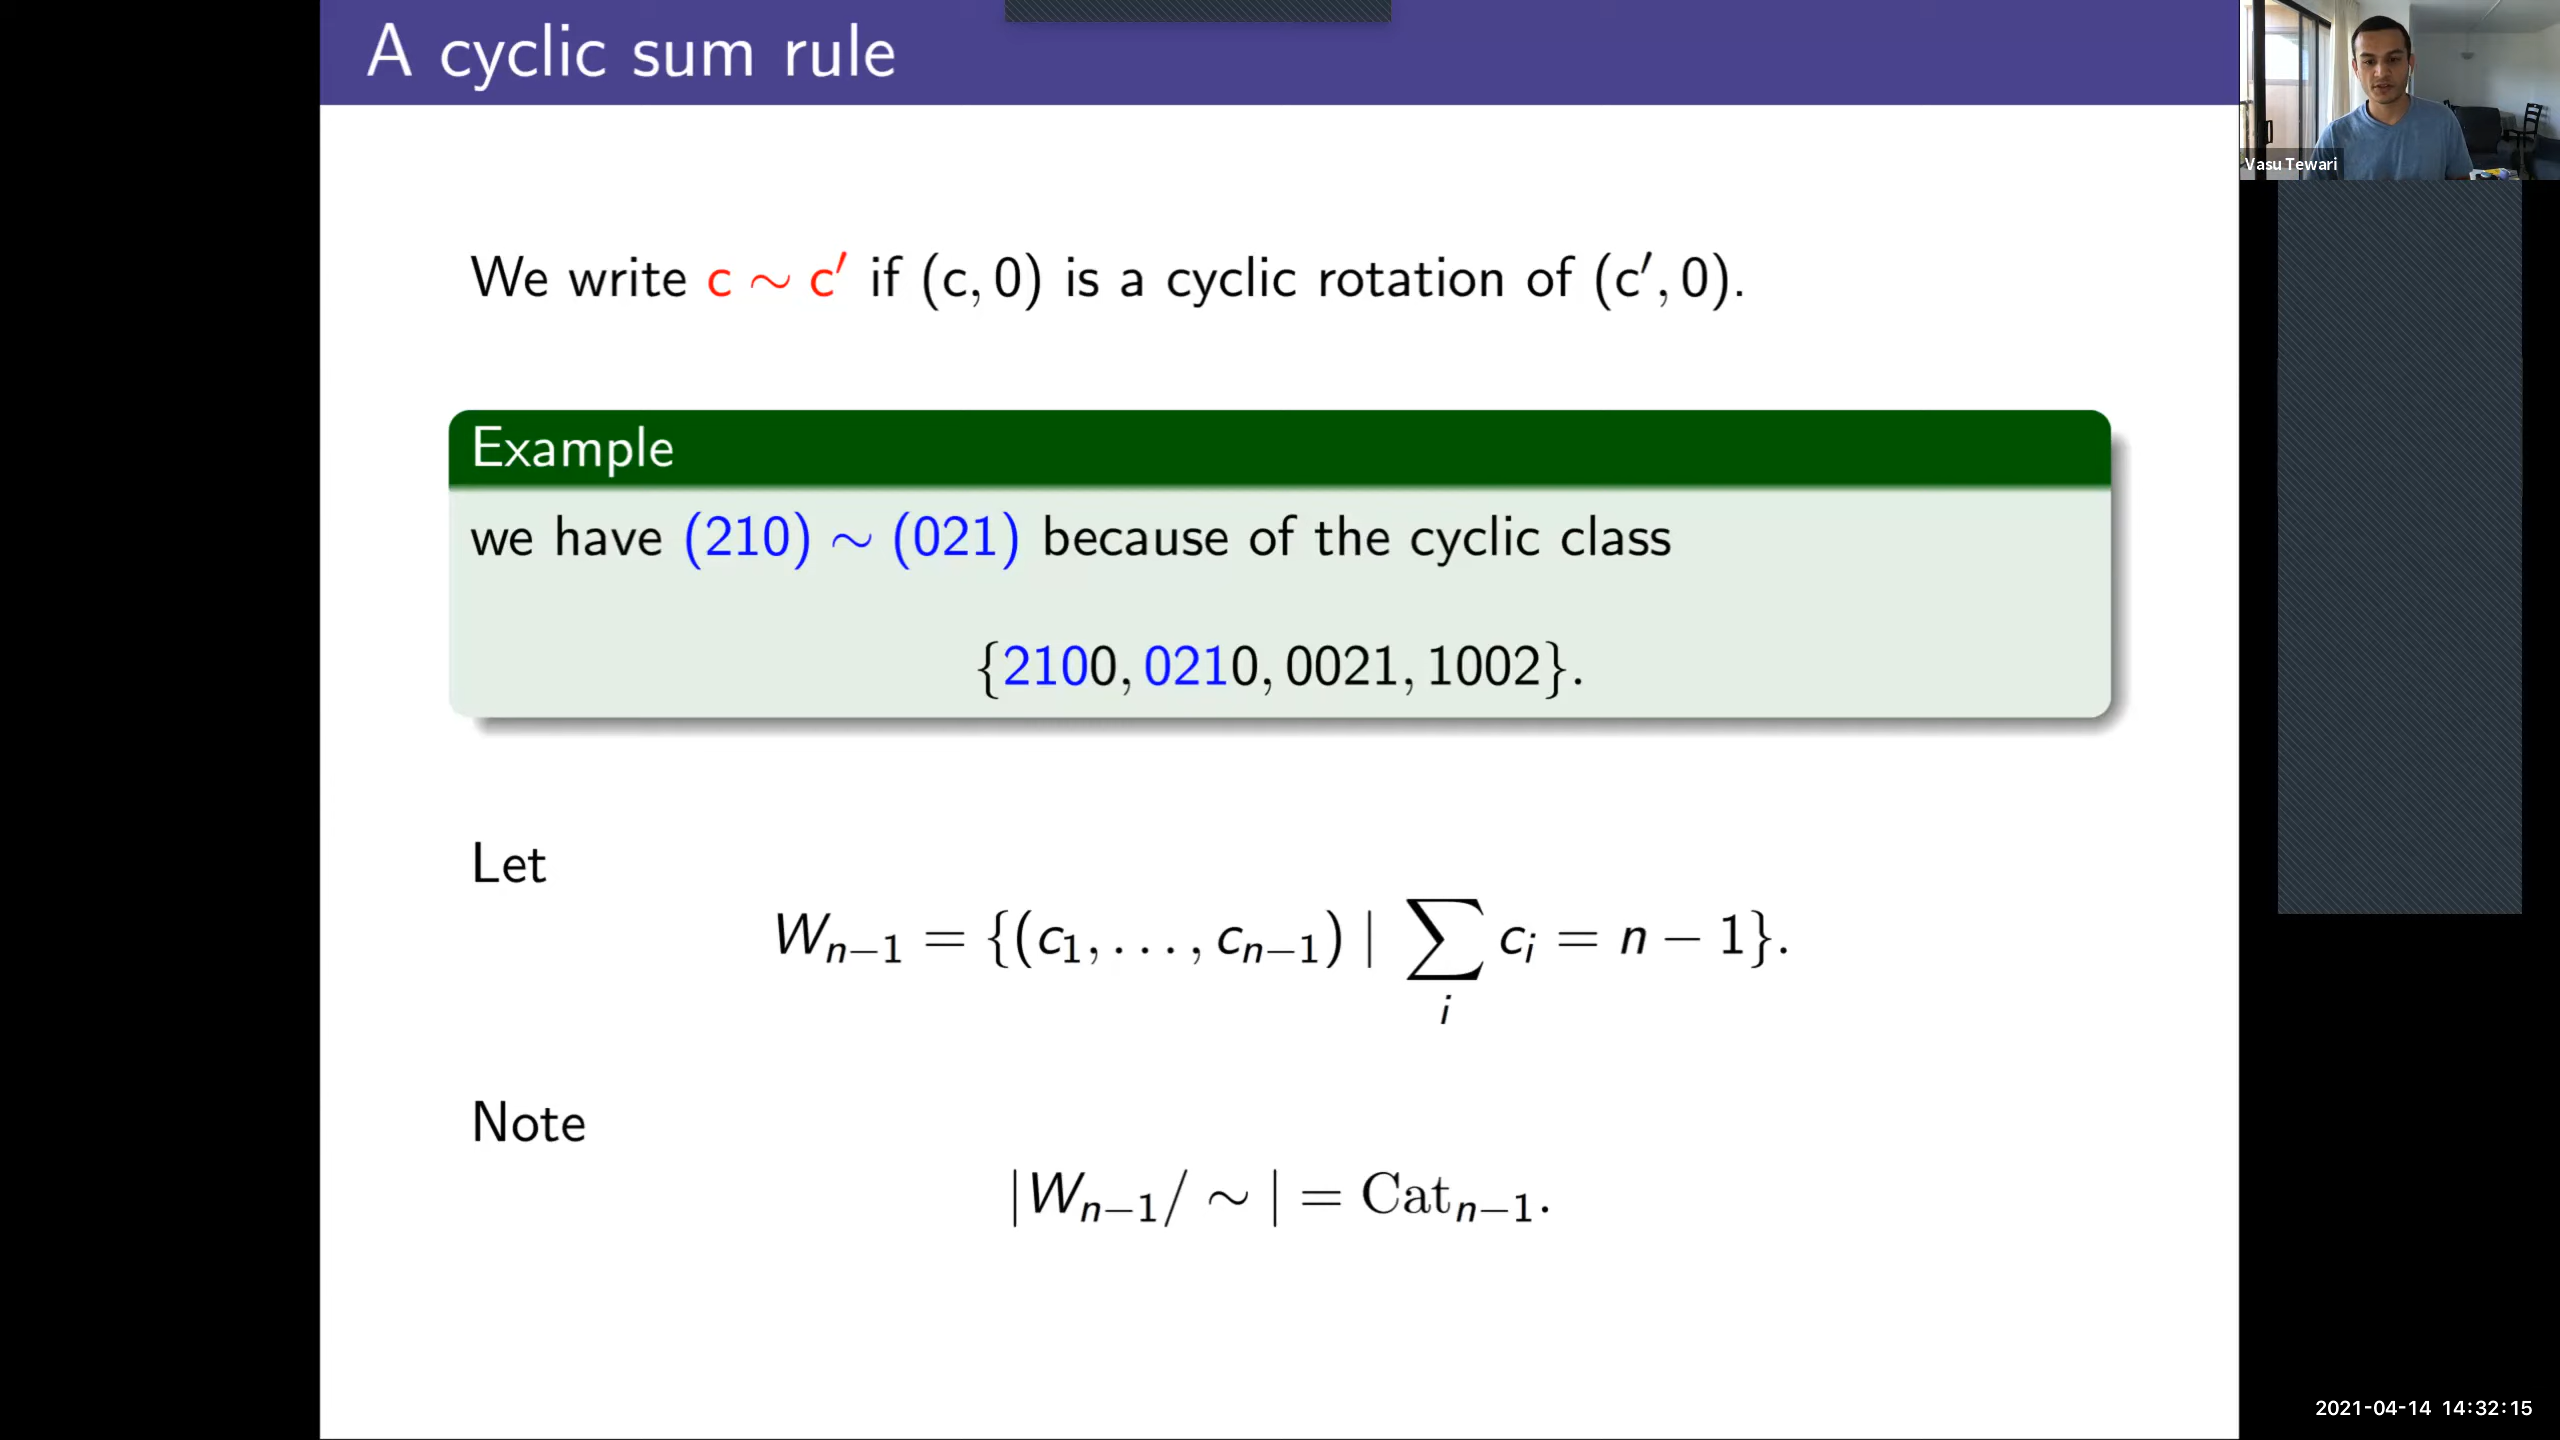 A cyclic sum rule
Vasu Tewari
We write c ∼ c′ if (c, 0) is a cyclic rotation of (c′, 0).
Example
we have (210) ∼ (021) because of the cyclic class
{2100, 0210, 0021, 1002}.
Let
W_{n−1} = {(c_1, . . . , c_{n−1}) | ∑_i c_i = n − 1}.
Note
|W_{n−1}/ ∼ | = Cat_{n−1}.
2021-04-14 14:32:15